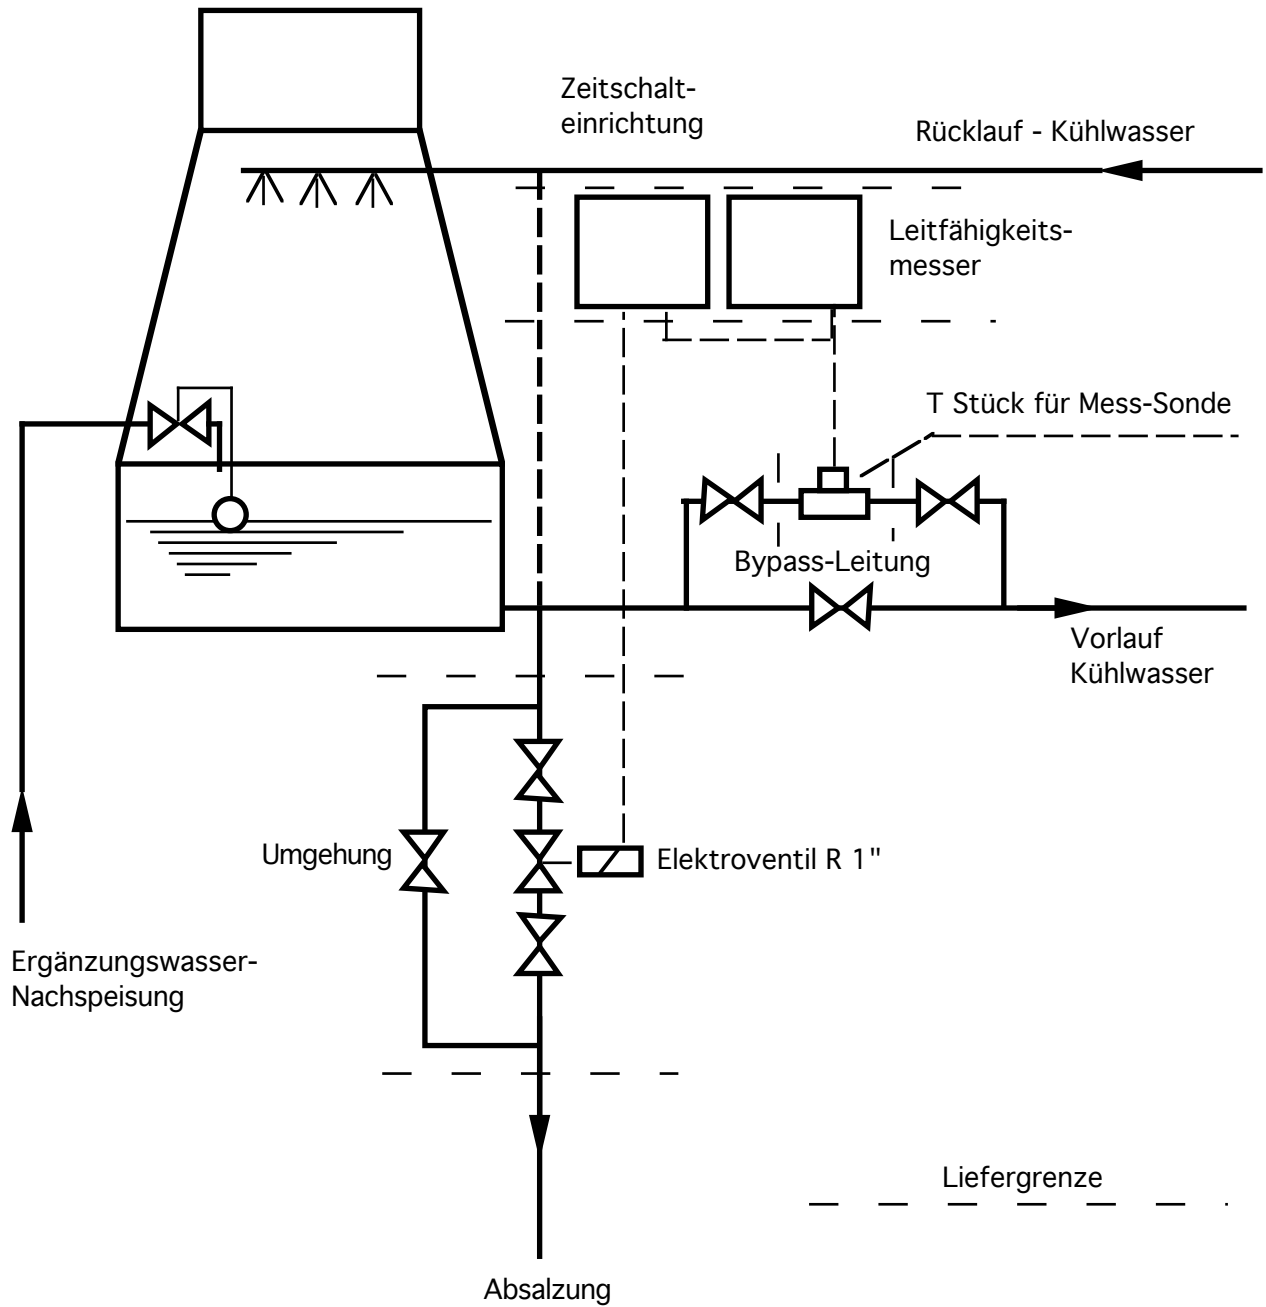 Zeitschalt-
einrichtung
Rücklauf - Kühlwasser
Leitfähigkeits-
messer
T Stück für Mess-Sonde
Bypass-Leitung
Vorlauf
Kühlwasser
Umgehung
Elektroventil R 1"
Ergänzungswasser-
Nachspeisung
Liefergrenze
Absalzung